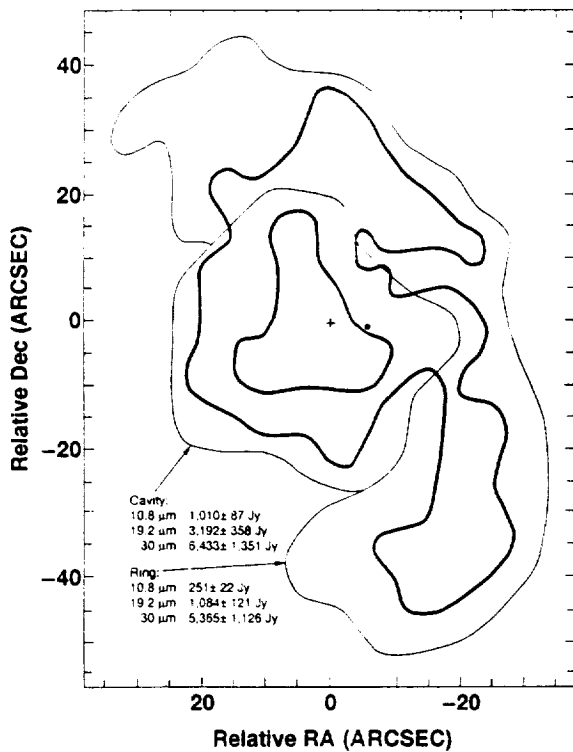 40
20
0
-20
-40
Relative Dec (ARCSEC)
Cavity:
10.8 μm 1,010± 87 Jy
19.2 μm 3,192± 358 Jy
30 μm 6,433± 1,351 Jy
Ring:
10.8 μm 251± 22 Jy
19.2 μm 1,084± 121 Jy
30 μm 5,365± 1,126 Jy
20 0 -20
Relative RA (ARCSEC)